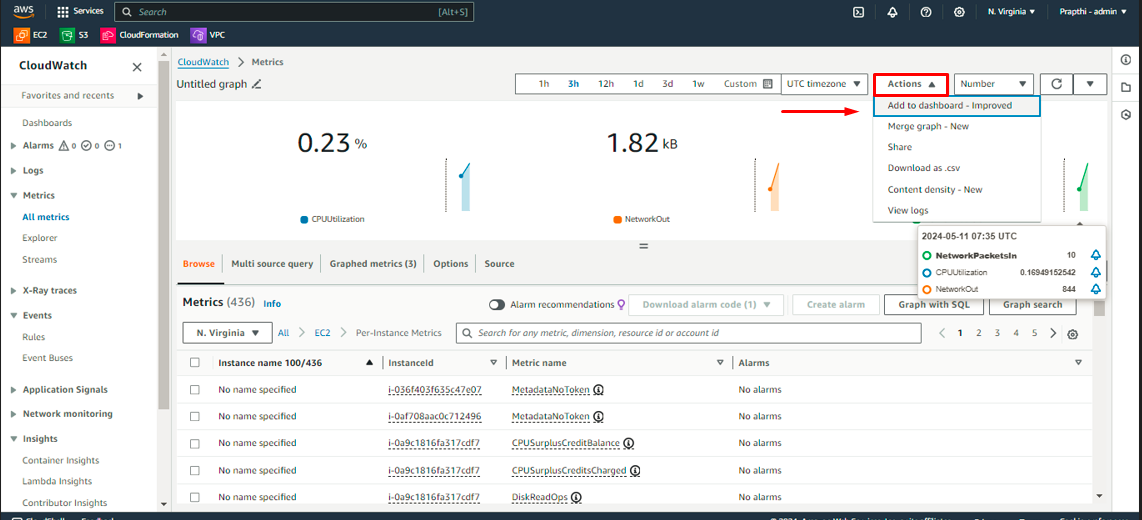 aws Services Search [Alt+S] N. Virginia Prapthi - admin
EC2 S3 CloudFormation VPC
CloudWatch
Favorites and recents
Dashboards
Alarms 0 0 1
Logs
Metrics
All metrics
Explorer
Streams
X-Ray traces
Events
Rules
Event Buses
Application Signals
Network monitoring
Insights
Container Insights
Lambda Insights
Contributor Insights
CloudWatch Metrics
Untitled graph
1h 3h 12h 1d 3d 1w Custom UTC timezone Actions Number
Add to dashboard - Improved
Merge graph - New
Share
Download as .csv
Content density - New
View logs
0.23 % 1.82 kB
CPUUtilization NetworkOut
2024-05-11 07:35 UTC
NetworkPacketsIn 10
CPUUtilization 0.16949152542
NetworkOut 844
Browse Multi source query Graphed metrics (3) Options Source
Metrics (436) Info Alarm recommendations Download alarm code (1) Create alarm Graph with SQL Graph search
N. Virginia All EC2 Per-Instance Metrics Search for any metric, dimension, resource id or account id 1 2 3 4 5
Instance name 100/436 InstanceId Metric name Alarms
No name specified i-036f403f635c47e07 MetadataNoToken No alarms
No name specified i-0af708aac0c712496 MetadataNoToken No alarms
No name specified i-0a9c1816fa317cdf7 CPUSurplusCreditBalance No alarms
No name specified i-0a9c1816fa317cdf7 CPUSurplusCreditsCharged No alarms
No name specified i-0a9c1816fa317cdf7 DiskReadOps No alarms